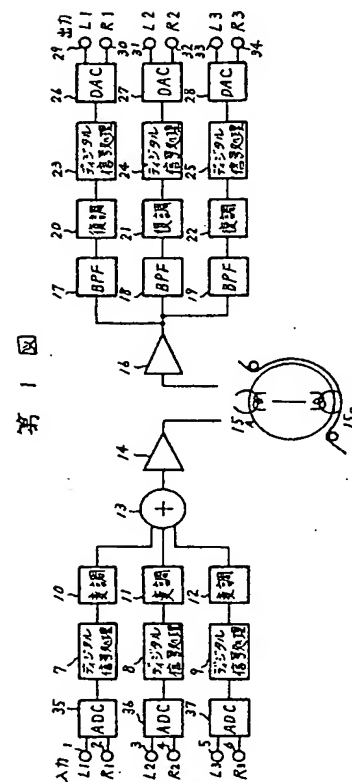 第 1 図
入力
1 L1
2 R1
3 L2
4 R2
5 L3
6 R3
35 ADC
36 ADC
37 ADC
7 ディジタル信号処理
8 ディジタル信号処理
9 ディジタル信号処理
10 変調
11 変調
12 変調
13 +
14
15A
15B
16
17 BPF
18 BPF
19 BPF
20 復調
21 復調
22 復調
23 ディジタル信号処理
24 ディジタル信号処理
25 ディジタル信号処理
26 DAC
27 DAC
28 DAC
出力
29 L1
30 R1
31 L2
32 R2
33 L3
34 R3